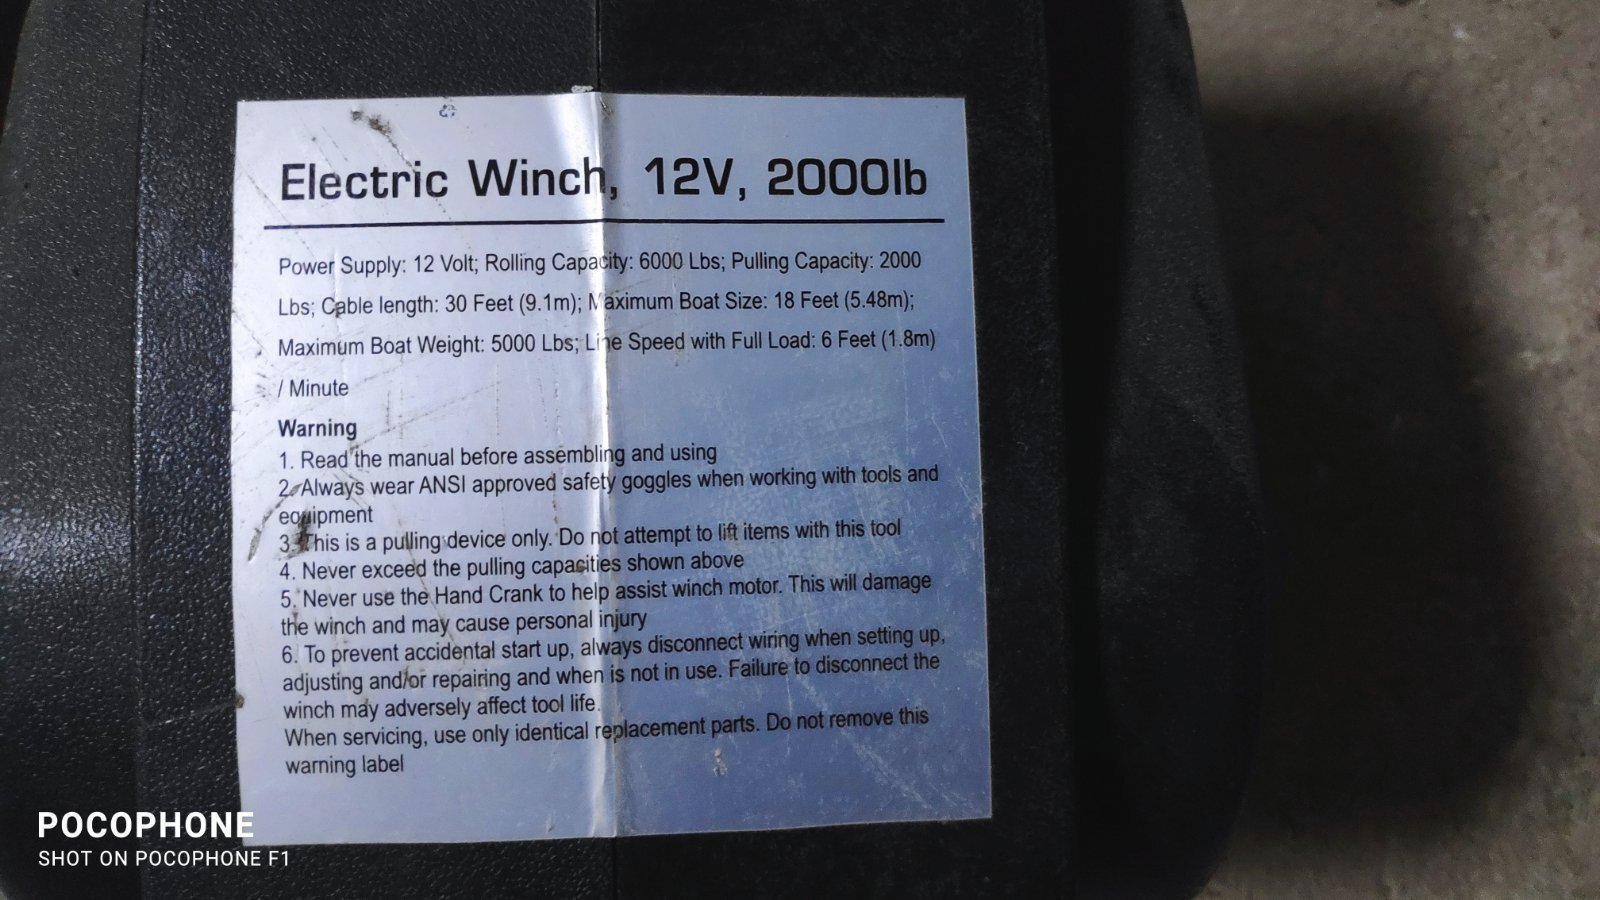 Electric Winch, 12V, 2000lb
Power Supply: 12 Volt; Rolling Capacity: 6000 Lbs; Pulling Capacity: 2000
Lbs; Cable length: 30 Feet (9.1m); Maximum Boat Size: 18 Feet (5.48m);
Maximum Boat Weight: 5000 Lbs; Line Speed with Full Load: 6 Feet (1.8m)
/ Minute
Warning
1. Read the manual before assembling and using
2. Always wear ANSI approved safety goggles when working with tools and
equipment
3. This is a pulling device only. Do not attempt to lift items with this tool
4. Never exceed the pulling capacities shown above
5. Never use the Hand Crank to help assist winch motor. This will damage
the winch and may cause personal injury
6. To prevent accidental start up, always disconnect wiring when setting up,
adjusting and/or repairing and when is not in use. Failure to disconnect the
winch may adversely affect tool life.
When servicing, use only identical replacement parts. Do not remove this
warning label
POCOPHONE
SHOT ON POCOPHONE F1